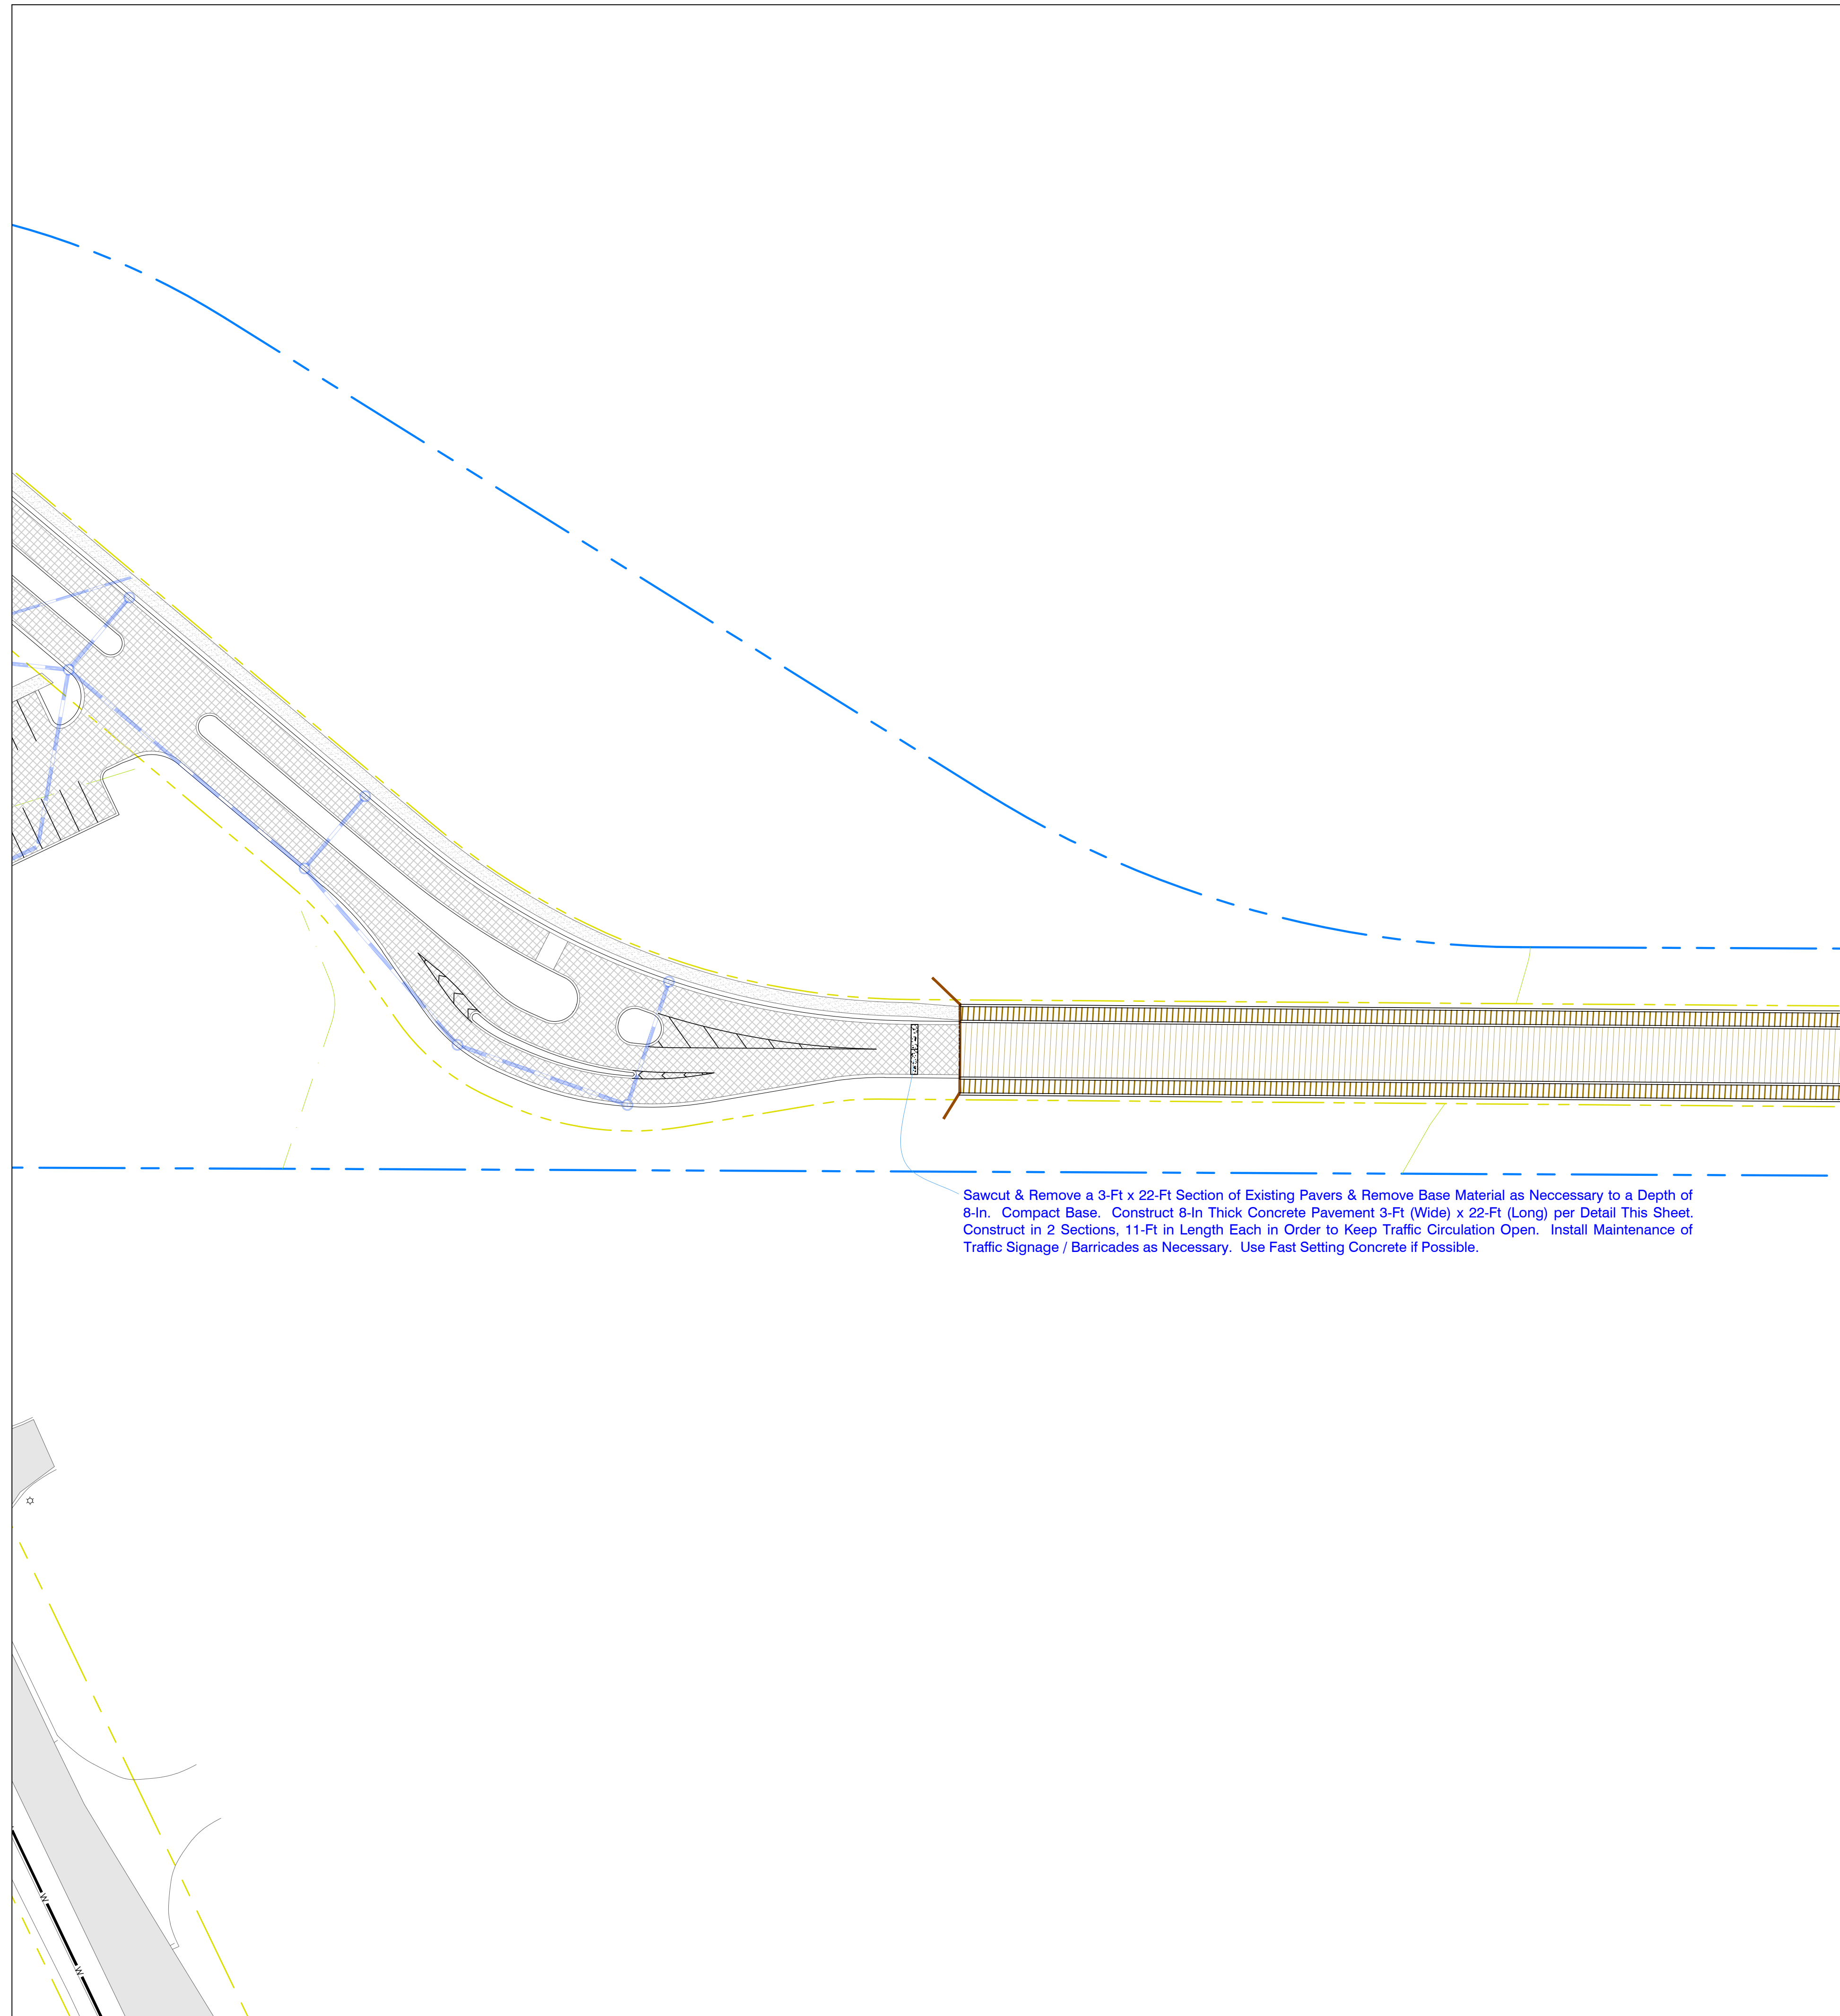 Sawcut & Remove a 3-Ft x 22-Ft Section of Existing Pavers & Remove Base Material as Neccessary to a Depth of
8-In. Compact Base. Construct 8-In Thick Concrete Pavement 3-Ft (Wide) x 22-Ft (Long) per Detail This Sheet.
Construct in 2 Sections, 11-Ft in Length Each in Order to Keep Traffic Circulation Open. Install Maintenance of
Traffic Signage / Barricades as Necessary. Use Fast Setting Concrete if Possible.
W
W